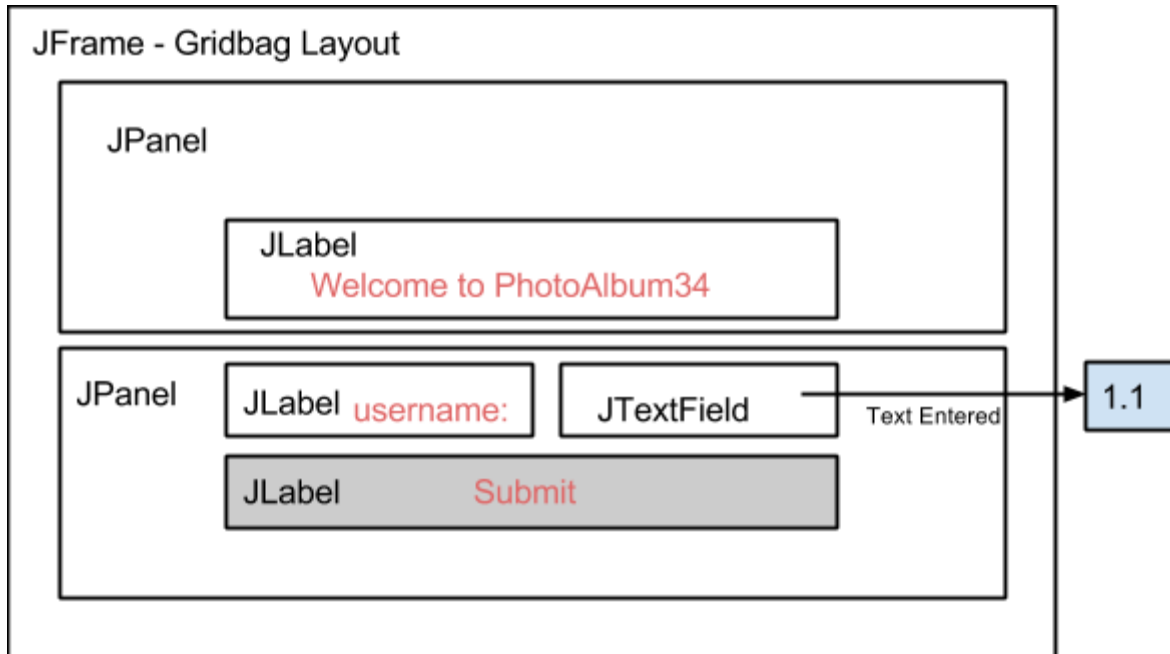 JFrame - Gridbag Layout
JPanel
JLabel
Welcome to PhotoAlbum34
JPanel
JLabel username:
JTextField
Text Entered
1.1
JLabel Submit